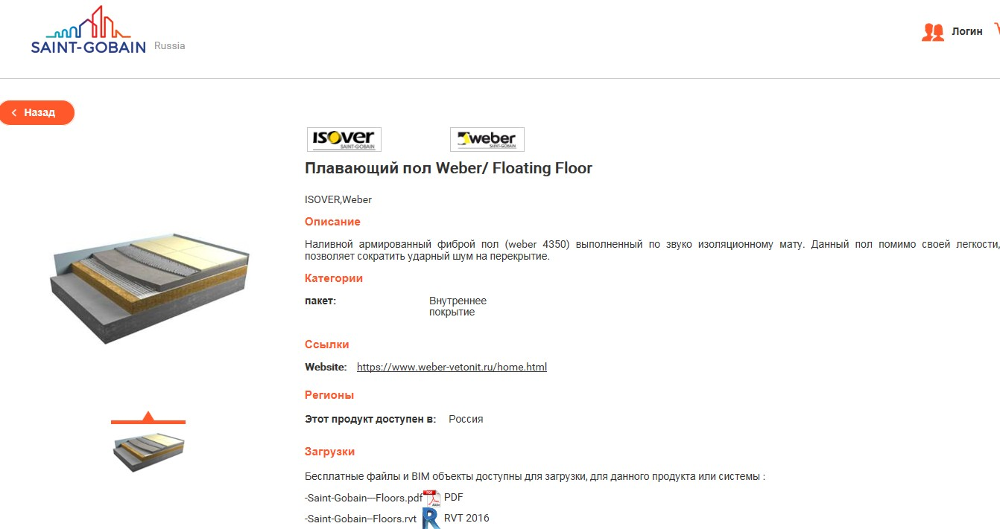 SAINT-GOBAIN Russia
Логин
Назад
ISOVER
SAINT-GOBAIN
weber
SAINT-GOBAIN
Плавающий пол Weber/ Floating Floor
ISOVER,Weber
Описание
Наливной армированный фиброй пол (weber 4350) выполненный по звуко изоляционному мату. Данный пол помимо своей легкости,
позволяет сократить ударный шум на перекрытие.
Категории
пакет: Внутреннее
покрытие
Ссылки
Website: https://www.weber-vetonit.ru/home.html
Регионы
Этот продукт доступен в: Россия
Загрузки
Бесплатные файлы и BIM объекты доступны для загрузки, для данного продукта или системы :
-Saint-Gobain---Floors.pdf PDF
-Saint-Gobain--Floors.rvt RVT 2016